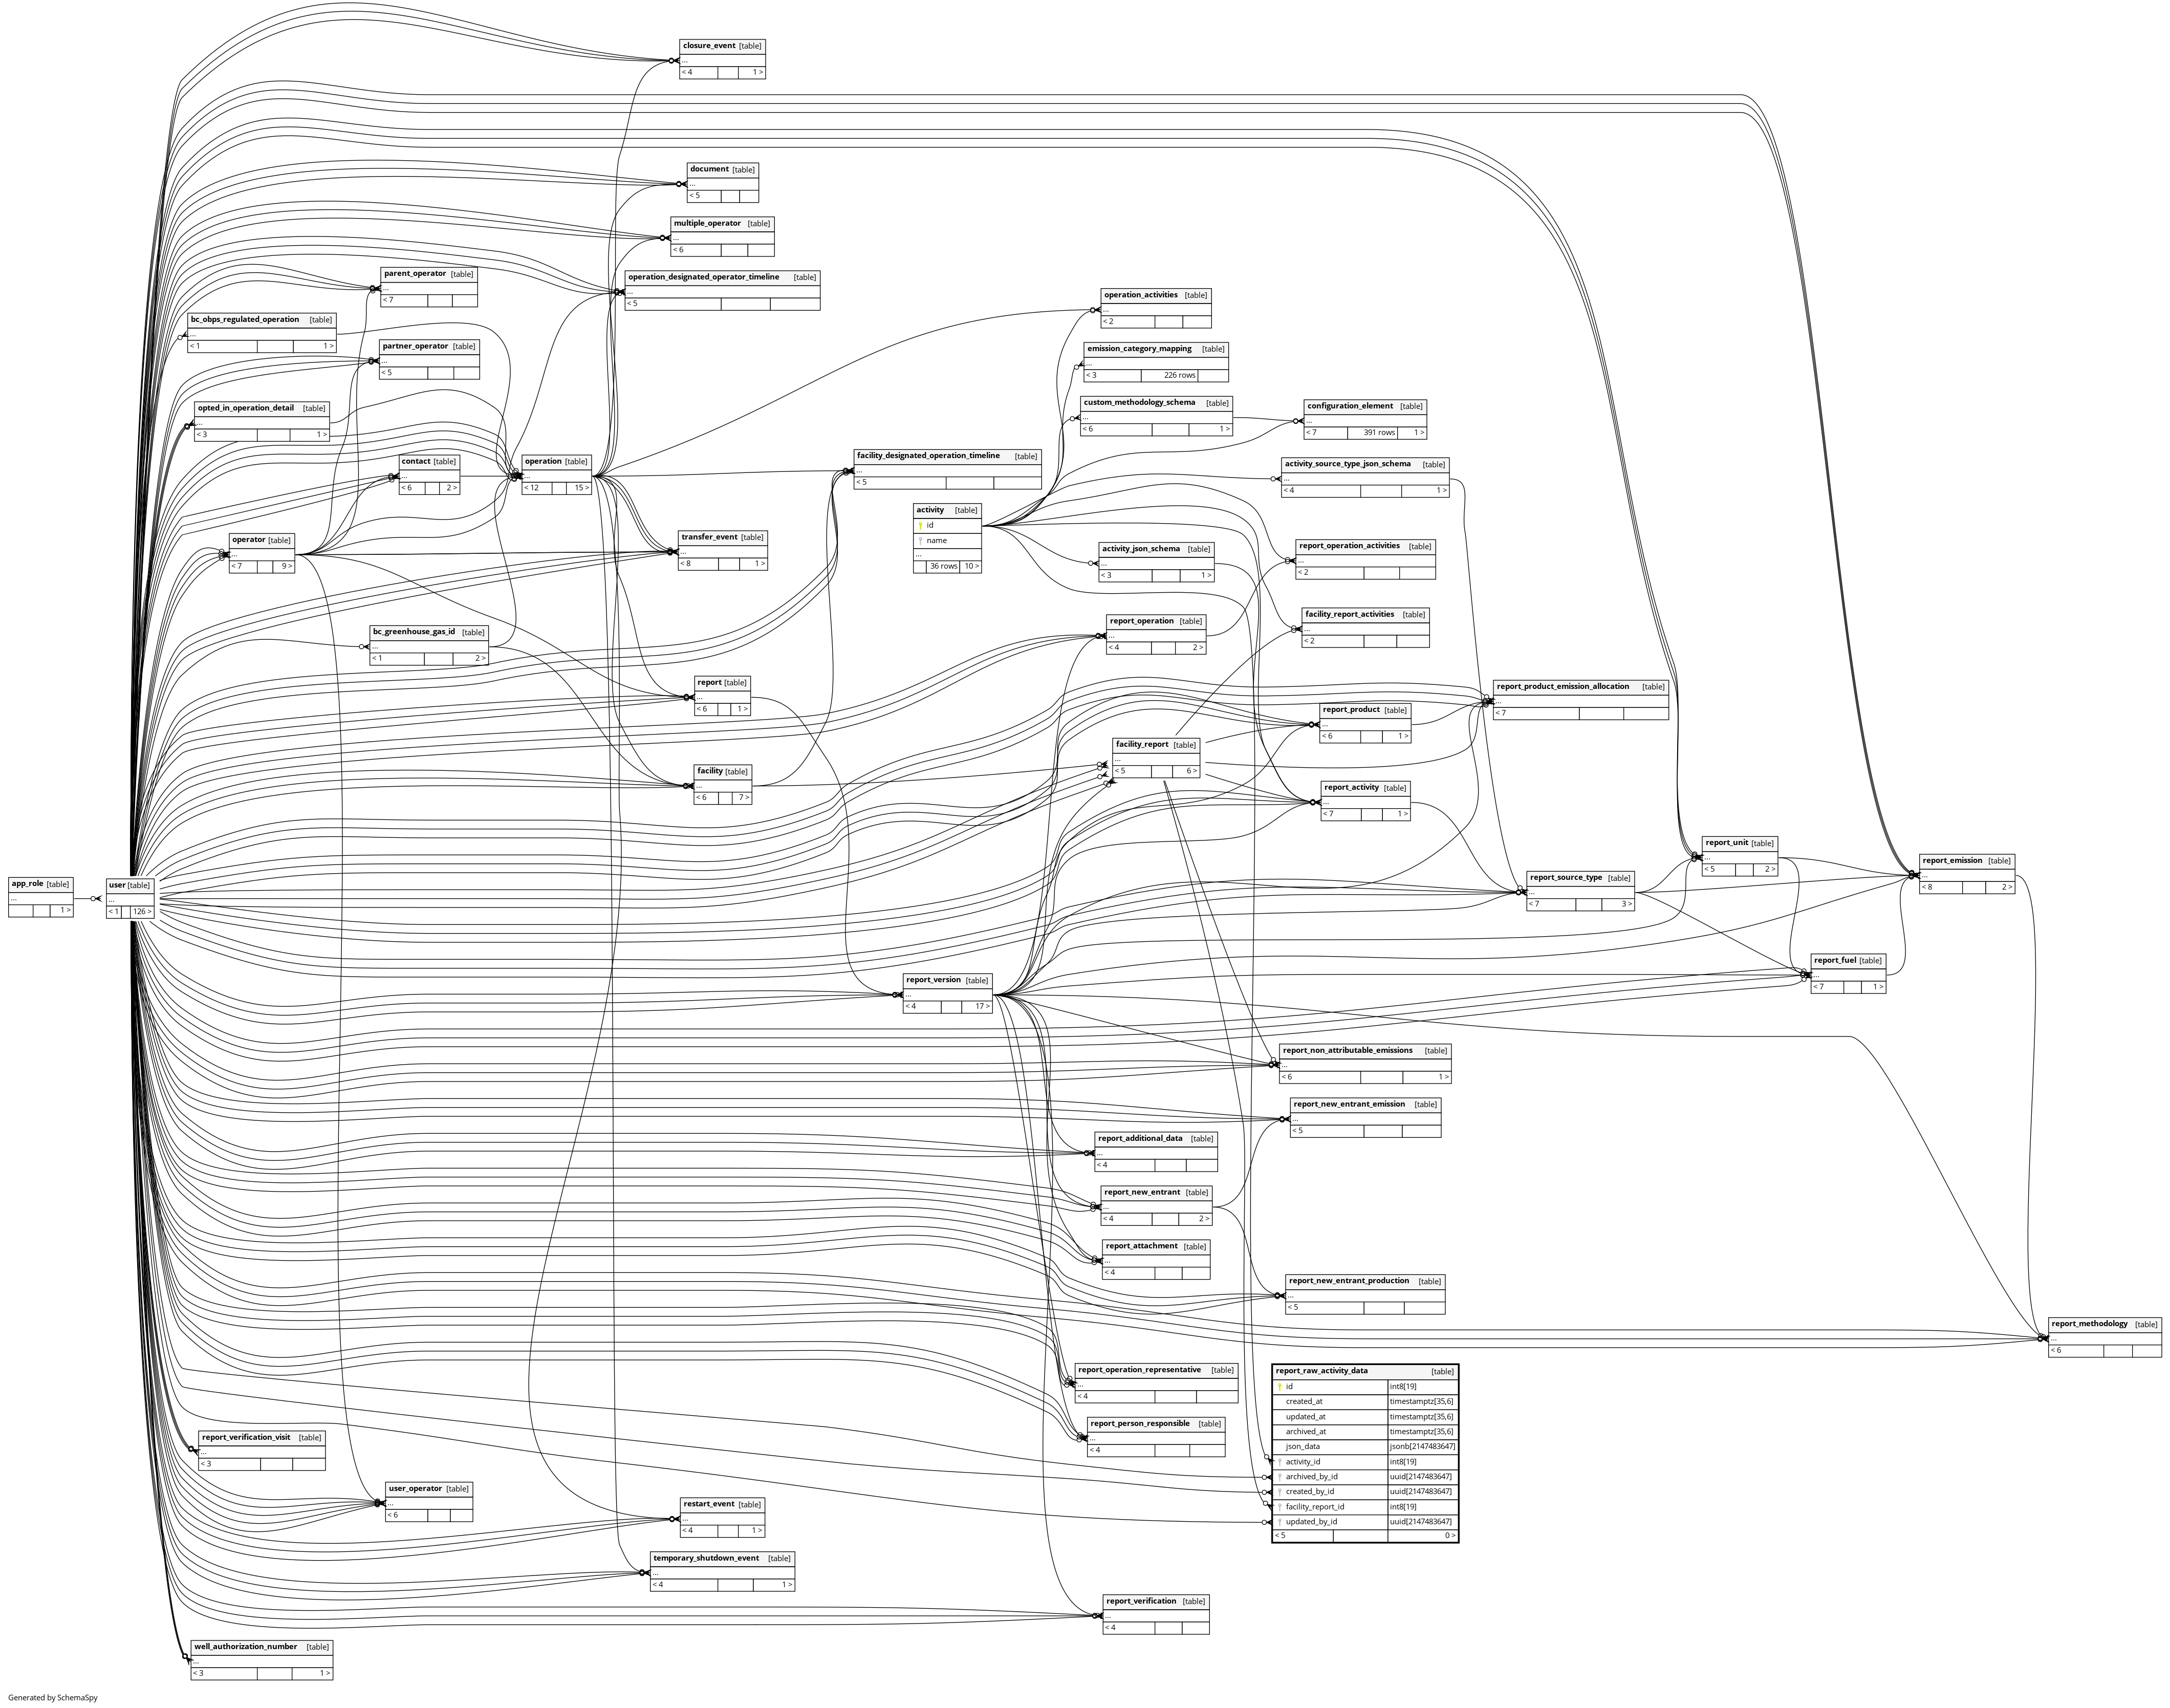 closure_event [table]
...
< 4 1 >
document [table]
...
< 5
multiple_operator [table]
...
< 6
parent_operator [table]
...
< 7
operation_designated_operator_timeline [table]
...
< 5
operation_activities [table]
...
< 2
bc_obps_regulated_operation [table]
...
< 1 1 >
partner_operator [table]
...
< 5
emission_category_mapping [table]
...
< 3 226 rows
opted_in_operation_detail [table]
...
< 3 1 >
custom_methodology_schema [table]
...
< 6 1 >
configuration_element [table]
...
< 7 391 rows 1 >
contact [table]
...
< 6 2 >
operation [table]
...
< 12 15 >
facility_designated_operation_timeline [table]
...
< 5
activity_source_type_json_schema [table]
...
< 4 1 >
activity [table]
id
name
...
36 rows 10 >
operator [table]
...
< 7 9 >
transfer_event [table]
...
< 8 1 >
activity_json_schema [table]
...
< 3 1 >
report_operation_activities [table]
...
< 2
facility_report_activities [table]
...
< 2
bc_greenhouse_gas_id [table]
...
< 1 2 >
report_operation [table]
...
< 4 2 >
report [table]
...
< 6 1 >
report_product_emission_allocation [table]
...
< 7
report_product [table]
...
< 6 1 >
facility_report [table]
...
< 5 6 >
facility [table]
...
< 6 7 >
report_activity [table]
...
< 7 1 >
report_unit [table]
...
< 5 2 >
report_emission [table]
...
< 8 2 >
app_role [table]
...
1 >
user [table]
...
< 1 126 >
report_source_type [table]
...
< 7 3 >
report_fuel [table]
...
< 7 1 >
report_version [table]
...
< 4 17 >
report_non_attributable_emissions [table]
...
< 6 1 >
report_new_entrant_emission [table]
...
< 5
report_additional_data [table]
...
< 4
report_new_entrant [table]
...
< 4 2 >
report_attachment [table]
...
< 4
report_new_entrant_production [table]
...
< 5
report_methodology [table]
...
< 6
report_operation_representative [table]
...
< 4
report_raw_activity_data [table]
id int8[19]
created_at timestamptz[35,6]
updated_at timestamptz[35,6]
archived_at timestamptz[35,6]
json_data jsonb[2147483647]
activity_id int8[19]
archived_by_id uuid[2147483647]
created_by_id uuid[2147483647]
facility_report_id int8[19]
updated_by_id uuid[2147483647]
< 5 0 >
report_person_responsible [table]
...
< 4
report_verification_visit [table]
...
< 3
user_operator [table]
...
< 6
restart_event [table]
...
< 4 1 >
temporary_shutdown_event [table]
...
< 4 1 >
report_verification [table]
...
< 4
well_authorization_number [table]
...
< 3 1 >
Generated by SchemaSpy